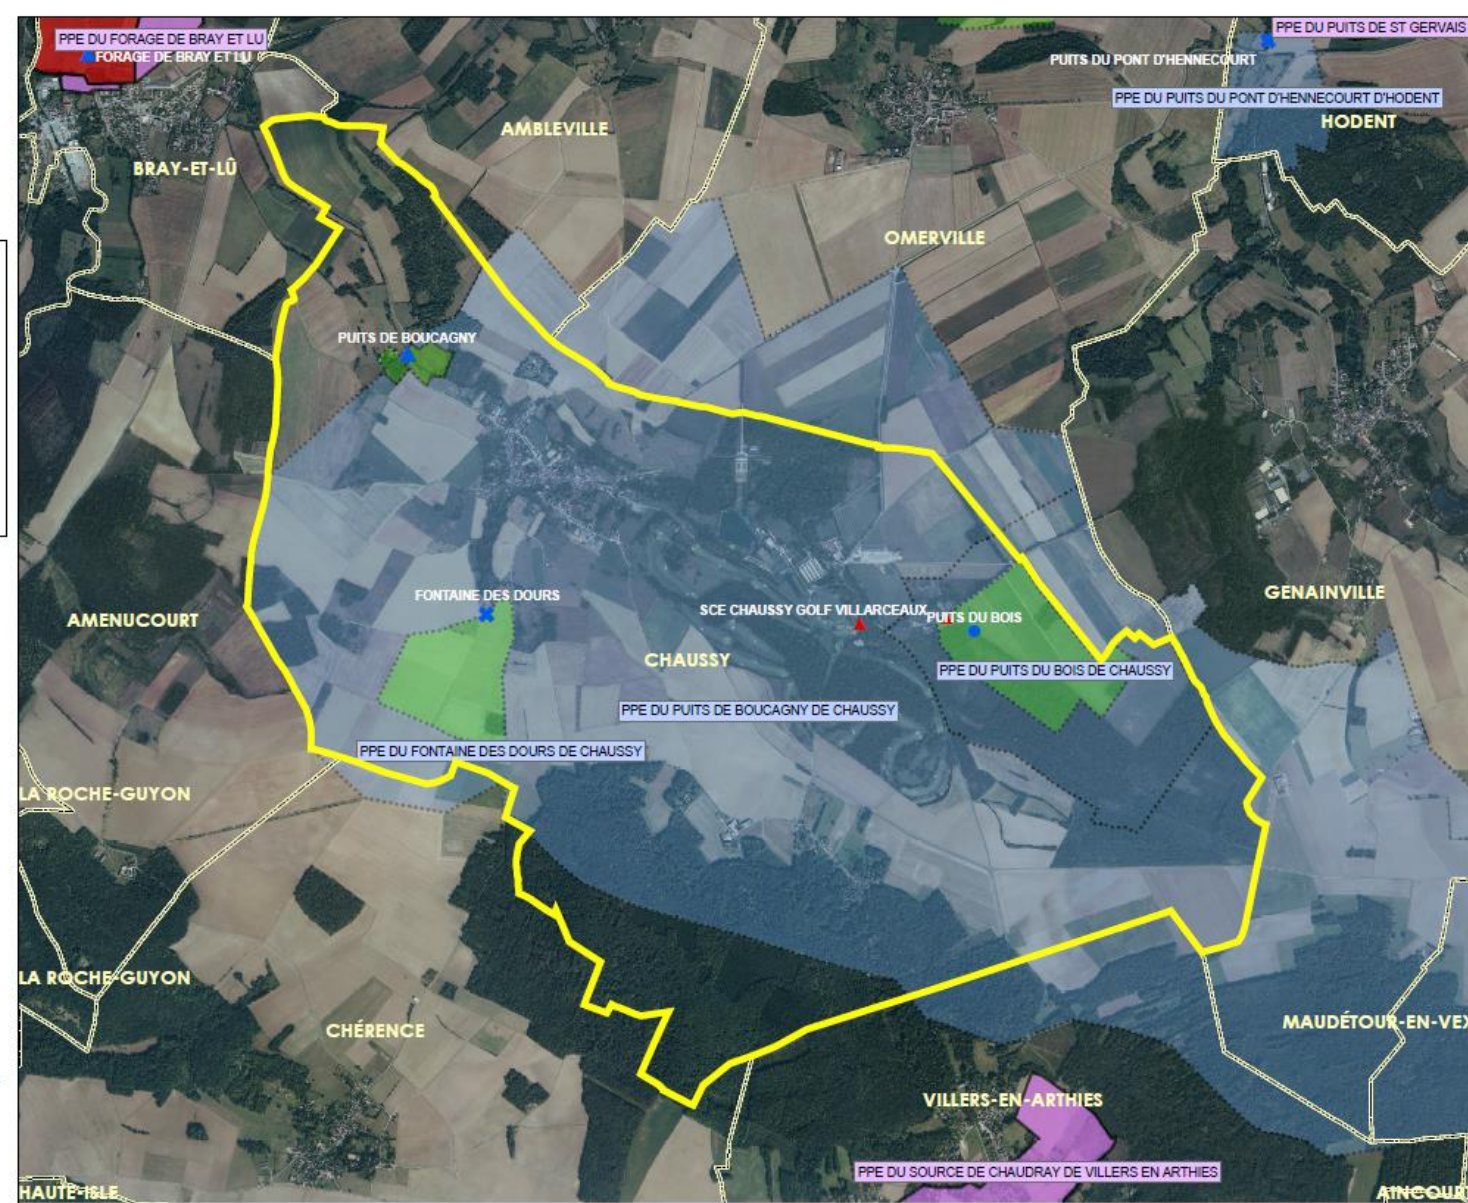 PPE DU PUITS DE ST GERVAIS
PPE DU FORAGE DE BRAY ET LU
FORAGE DE BRAY ET LU
PUITS DU PONT D'HENNECOURT
PPE DU PUITS DU PONT D'HENNECOURT D'HODENT
HODENT
AMBLEVILLE
BRAY-ET-LÛ
OMERVILLE
PUITS DE BOUCAGNY
GENAINVILLE
FONTAINE DES DOURS
SCE CHAUSSY GOLF VILLARCEAUX
PUITS DU BOIS
AMENUCOURT
CHAUSSY
PPE DU PUITS DU BOIS DE CHAUSSY
PPE DU PUITS DE BOUCAGNY DE CHAUSSY
PPE DU FONTAINE DES DOURS DE CHAUSSY
LA ROCHE-GUYON
LA ROCHE-GUYON
CHÉRENCE
MAUDÉTOUR-EN-VEX
VILLERS-EN-ARTHIES
PPE DU SOURCE DE CHAUDRAY DE VILLERS EN ARTHIES
HAUTE-ISLE
AINCOURT